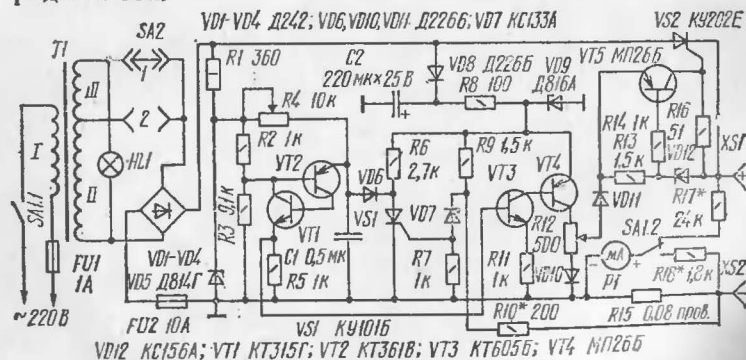 VD1-VD4 Д242; VD6, VD10, VD11 Д226Б; VD7 КС133А
VS2 КУ202Е
T1
SA2
R1 360
C2
220мк×25В
VD8 Д226Б
R8 100
VD9
Д816А
VT5 МП26Б
III
1
2
R4 10к
R2 1к
R6
2,7к
R9 1,5к
R14 1к
R13
1,5к
R16
51
XS1
I
HL1
VT2
VD6
VT3
VT4
VD12
R17*
24к
SA1.1
II
R3 9,1к
VS1
VD7
R12
500
VD11
SA1.2
VT1
C1 0,5мк
R5 1к
R7
1к
R11
1к
VD10
мА
P1
R18* 1,8к
XS2
FU1
1А
VD1-VD4
VD5 Д814Г
FU2 10А
R10* 200
R15 0,08 пров.
~220В
VS1 КУ101Б
VD12 КС156А; VT1 КТ315Г; VT2 КТ361В; VT3 КТ605Б; VT4 МП26Б